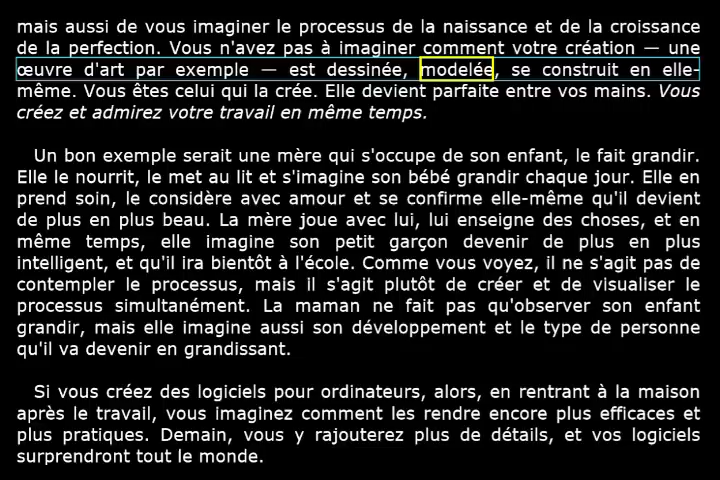 mais aussi de vous imaginer le processus de la naissance et de la croissance
de la perfection. Vous n'avez pas à imaginer comment votre création — une
œuvre d'art par exemple — est dessinée, modelée, se construit en elle-
même. Vous êtes celui qui la crée. Elle devient parfaite entre vos mains. Vous
créez et admirez votre travail en même temps.
Un bon exemple serait une mère qui s'occupe de son enfant, le fait grandir.
Elle le nourrit, le met au lit et s'imagine son bébé grandir chaque jour. Elle en
prend soin, le considère avec amour et se confirme elle-même qu'il devient
de plus en plus beau. La mère joue avec lui, lui enseigne des choses, et en
même temps, elle imagine son petit garçon devenir de plus en plus
intelligent, et qu'il ira bientôt à l'école. Comme vous voyez, il ne s'agit pas de
contempler le processus, mais il s'agit plutôt de créer et de visualiser le
processus simultanément. La maman ne fait pas qu'observer son enfant
grandir, mais elle imagine aussi son développement et le type de personne
qu'il va devenir en grandissant.
Si vous créez des logiciels pour ordinateurs, alors, en rentrant à la maison
après le travail, vous imaginez comment les rendre encore plus efficaces et
plus pratiques. Demain, vous y rajouterez plus de détails, et vos logiciels
surprendront tout le monde.